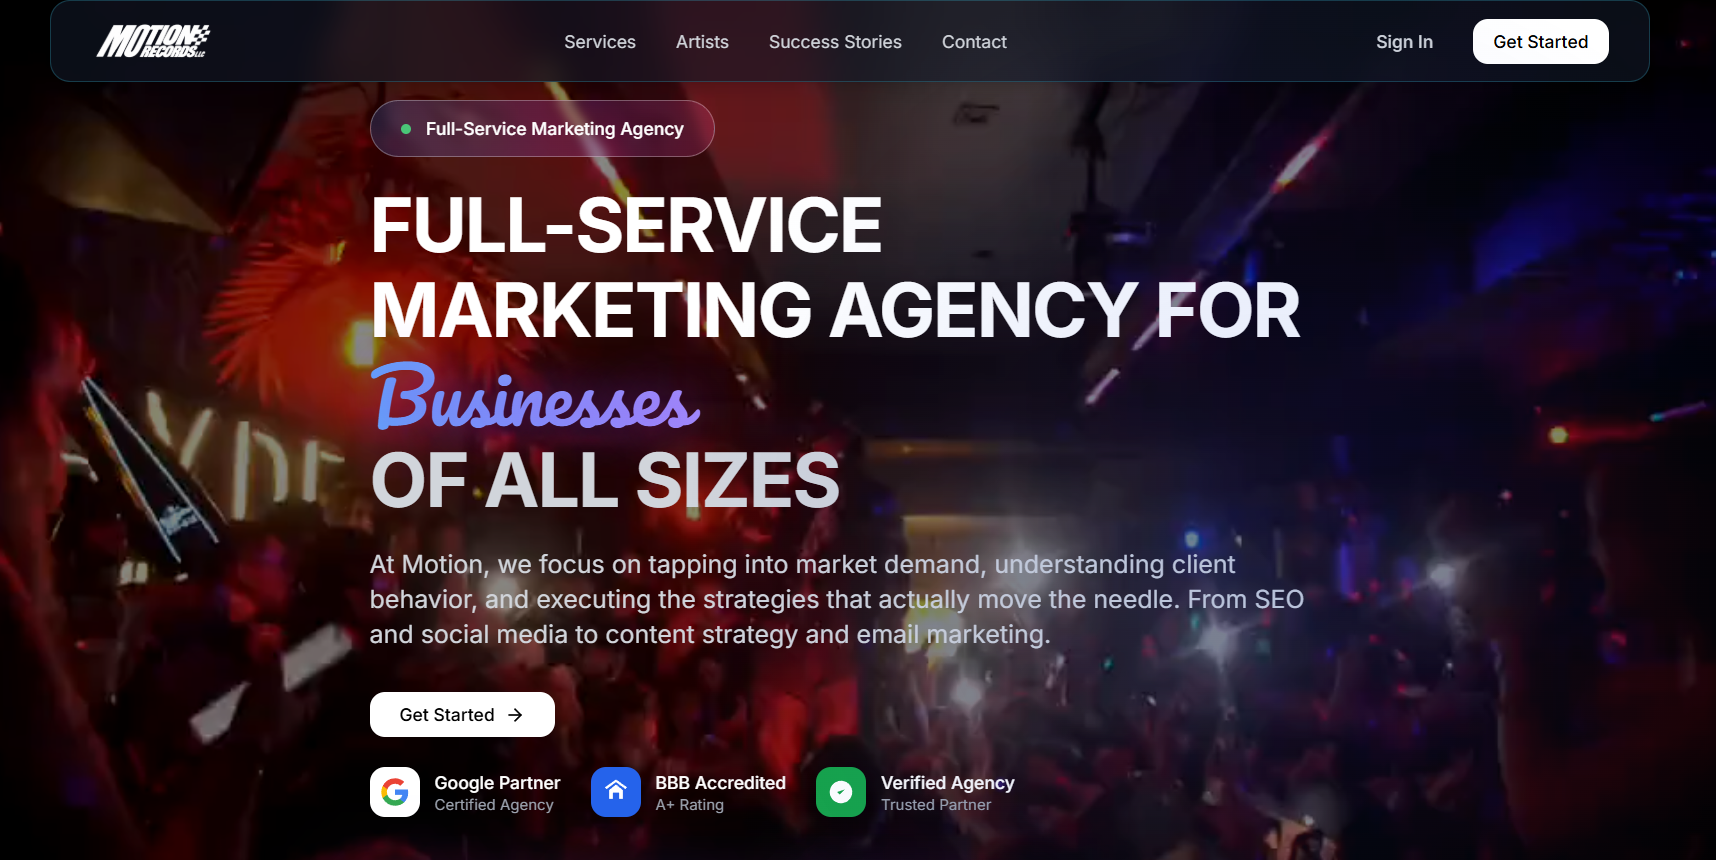 MOTION
RECORDS LLC
Services
Artists
Success Stories
Contact
Sign In
Get Started
Full-Service Marketing Agency
FULL-SERVICE
MARKETING AGENCY FOR
Businesses
OF ALL SIZES
At Motion, we focus on tapping into market demand, understanding client
behavior, and executing the strategies that actually move the needle. From SEO
and social media to content strategy and email marketing.
Get Started
Google Partner
Certified Agency
BBB Accredited
A+ Rating
Verified Agency
Trusted Partner